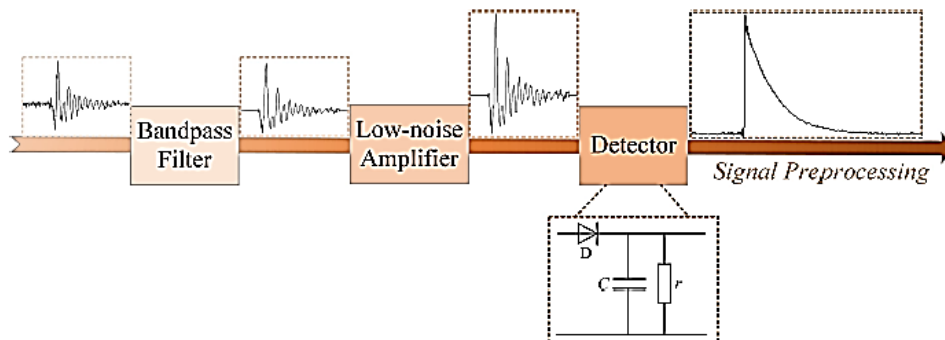 Bandpass
Filter
Low-noise
Amplifier
Detector
Signal Preprocessing
D
C
r